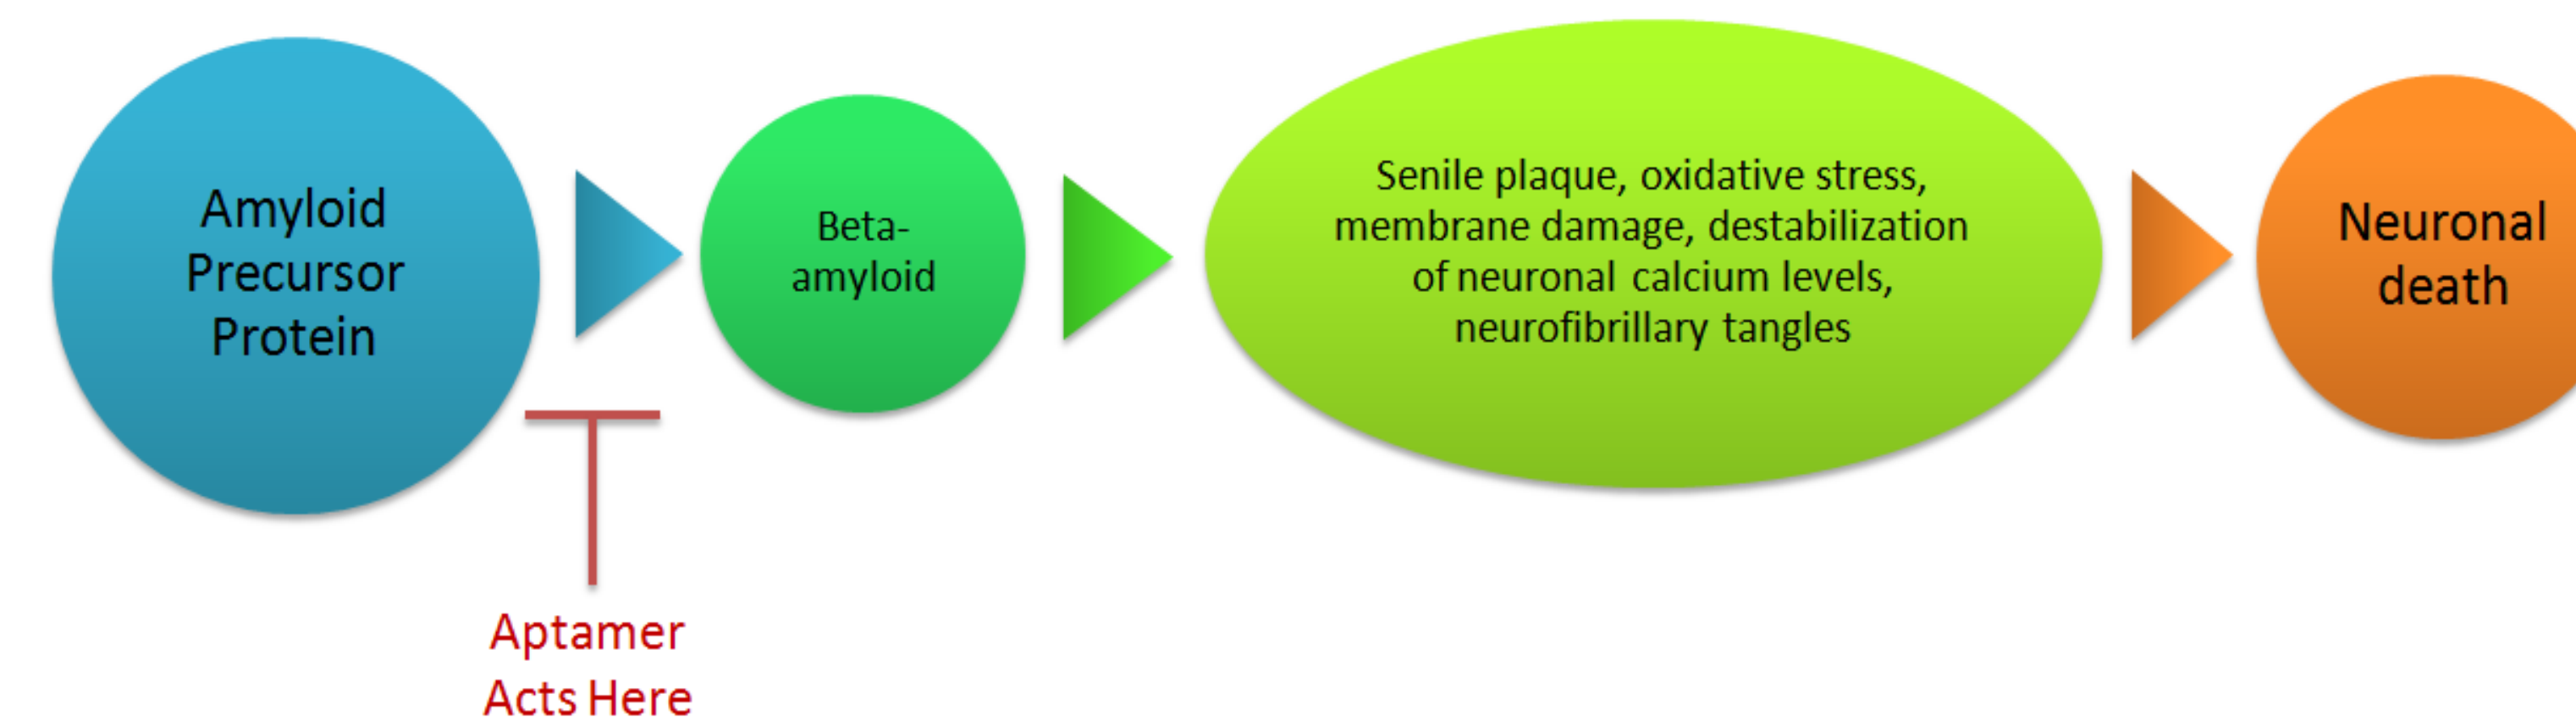 Amyloid
Precursor
Protein
Beta-
amyloid
Senile plaque, oxidative stress,
membrane damage, destabilization
of neuronal calcium levels,
neurofibrillary tangles
Neuronal
death
Aptamer
Acts Here